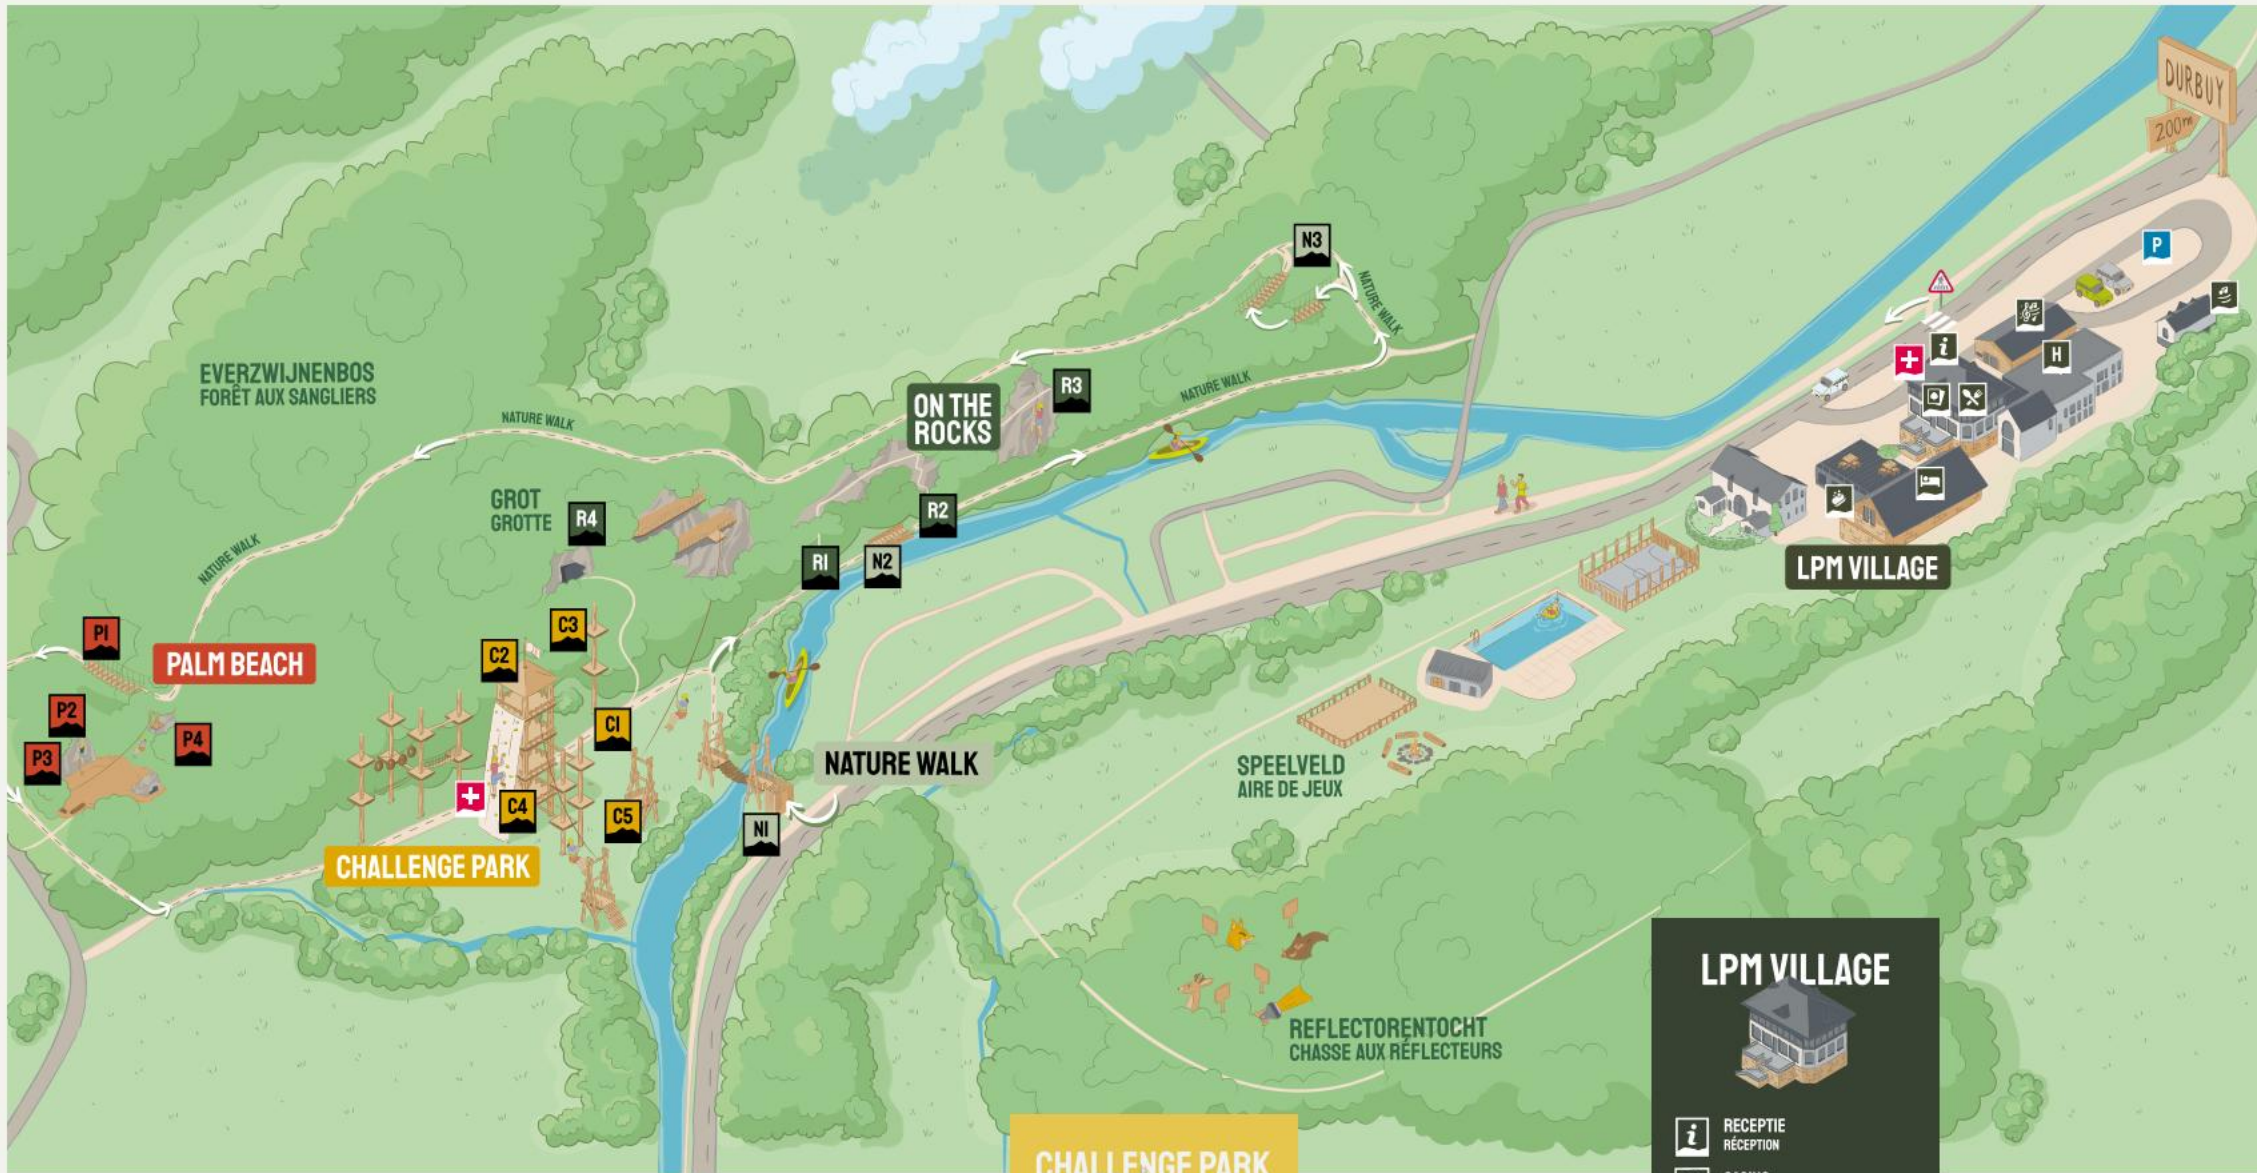 DURBUY
200m
N3
P
NATURE WALK
i
H
EVERZWIJNENBOS
FORÊT AUX SANGLIERS
R3
ON THE
ROCKS
NATURE WALK
NATURE WALK
GROT
GROTTE
R4
R2
R1
N2
NATURE WALK
LPM VILLAGE
P1
PALM BEACH
C3
C2
P2
P3
P4
C1
C4
C5
NATURE WALK
N1
SPEELVELD
AIRE DE JEUX
CHALLENGE PARK
REFLECTORENTOCHT
CHASSE AUX RÉFLECTEURS
LPM VILLAGE
i
RECEPTIE
RÉCEPTION
CHALLENGE PARK